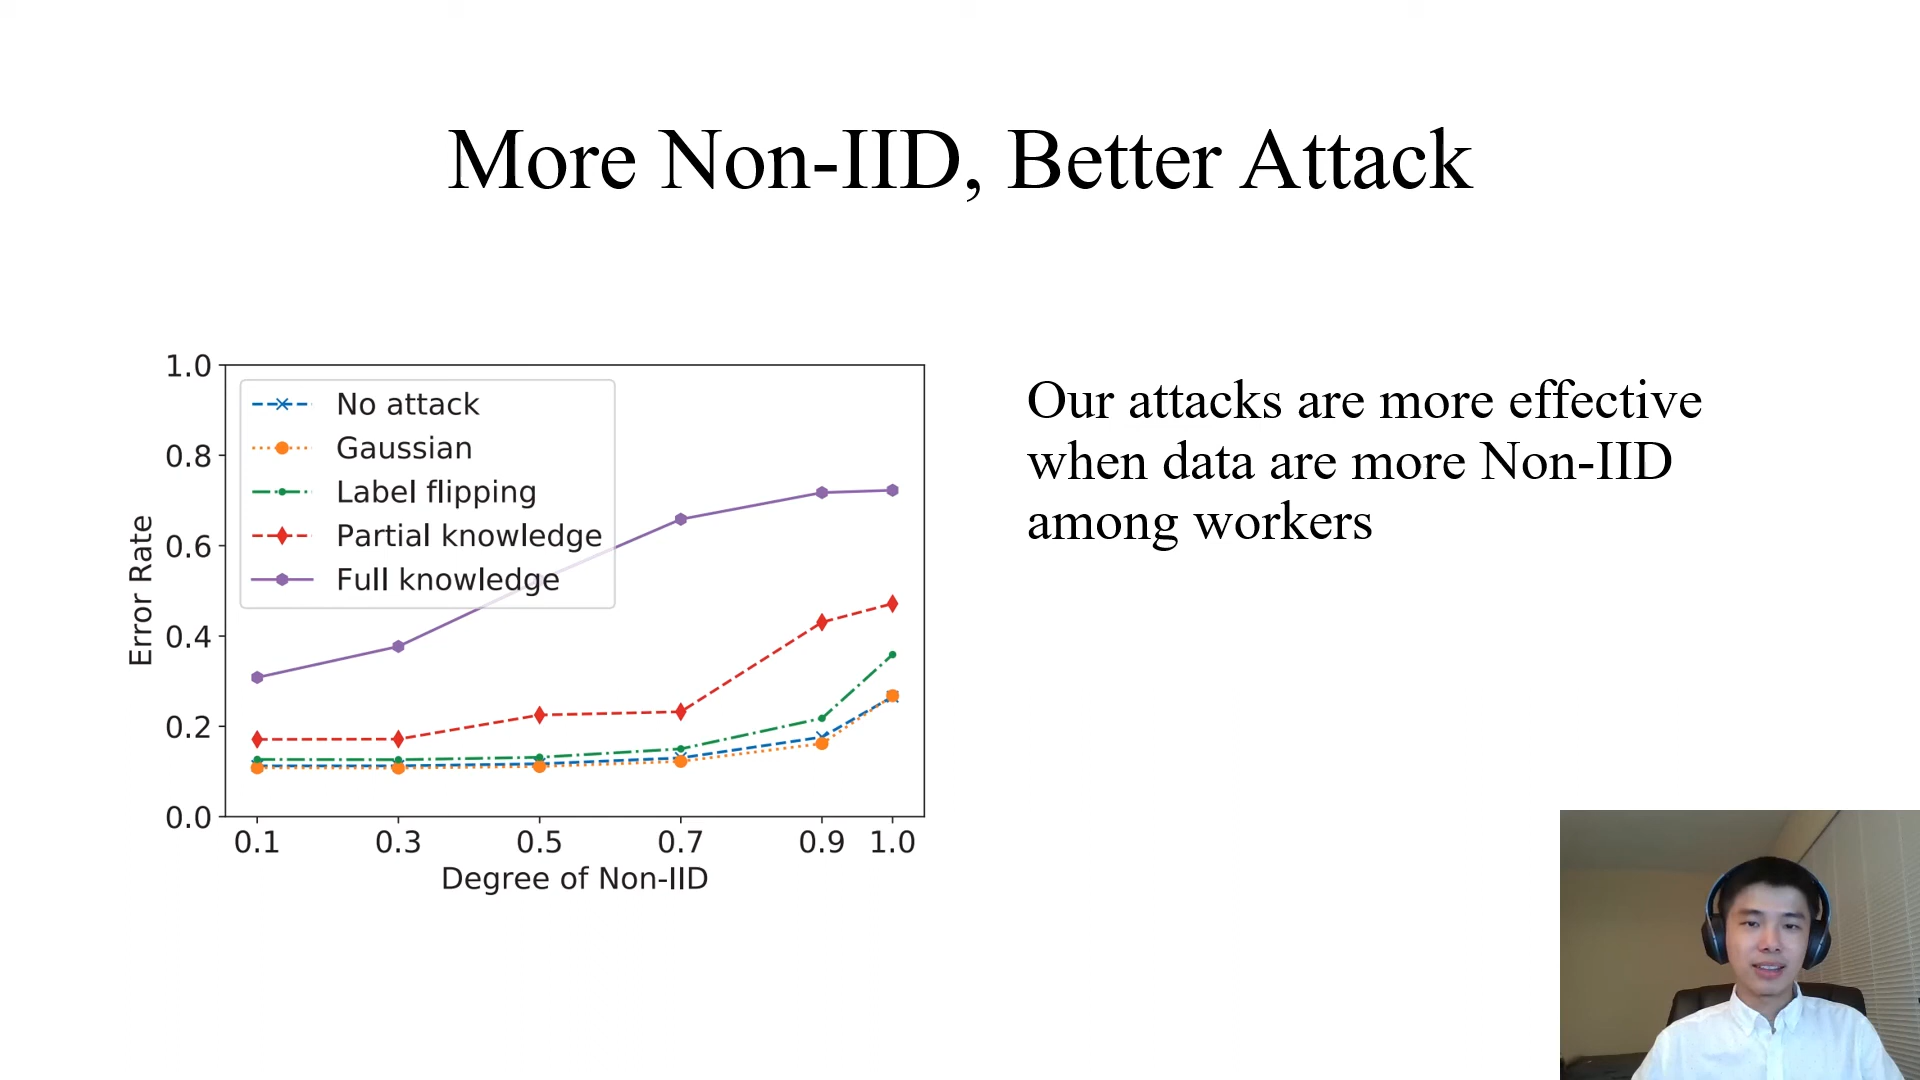 More Non-IID, Better Attack
1.0
0.8
0.6
0.4
0.2
0.0
Error Rate
No attack
Gaussian
Label flipping
Partial knowledge
Full knowledge
0.1 0.3 0.5 0.7 0.9 1.0
Degree of Non-IID
Our attacks are more effective
when data are more Non-IID
among workers